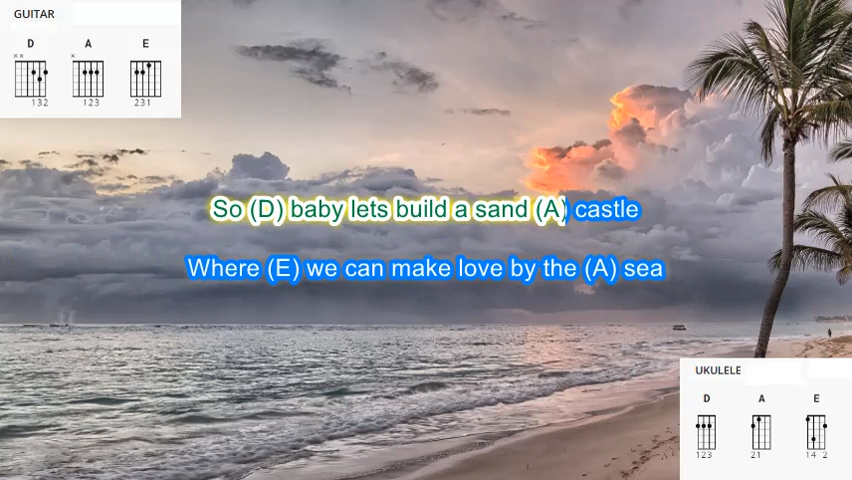 GUITAR
D A E
x x x
132 123 231
So (D) baby lets build a sand (A) castle
Where (E) we can make love by the (A) sea
UKULELE
D A E
123 21 14 2